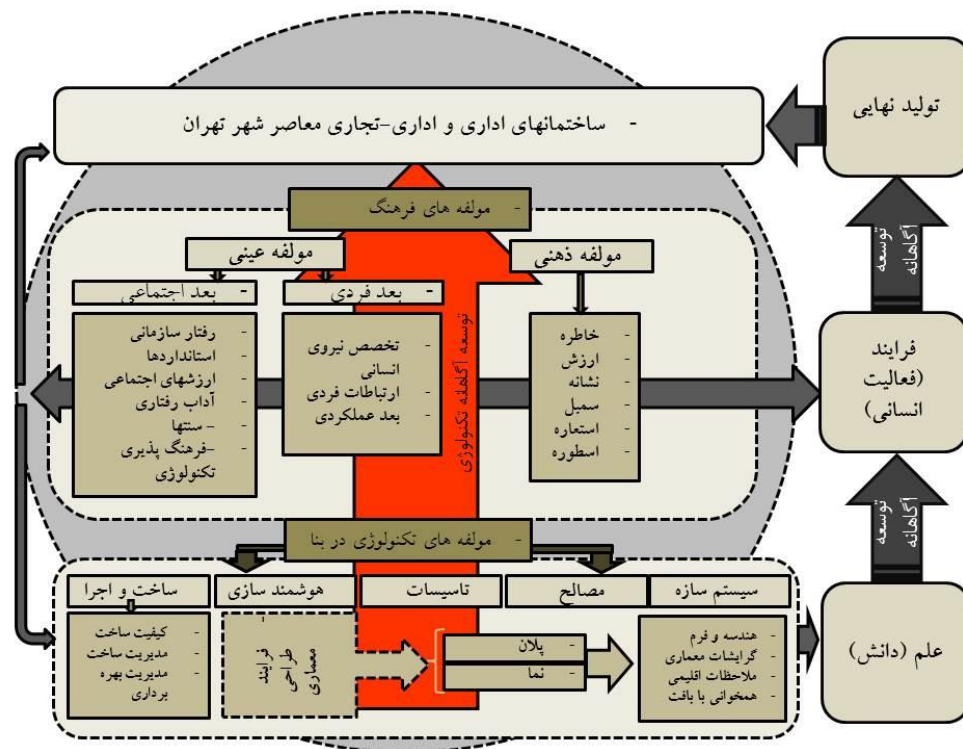 تولید نهایی
- ساختمانهای اداری و اداری-تجاری معاصر شهر تهران
- مولفه های فرهنگ
توسعه
آگاهانه
مولفه ذهنی
مولفه عینی
- بعد فردی
- بعد اجتماعی
- خاطره
- ارزش
- نشانه
- سمبل
- استعاره
- اسطوره
- تخصص نیروی
انسانی
- ارتباطات فردی
- بعد عملکردی
- رفتار سازمانی
- استانداردها
- ارزشهای اجتماعی
- آداب رفتاری
- - سنتها
- -فرهنگ پذیری
تکنولوژی
فرایند
(فعالیت
انسانی)
توسعه آگاهانه تکنولوژی
توسعه
آگاهانه
- مولفه های تکنولوژی در بنا
سیستم سازه
مصالح
تاسیسات
هوشمند سازی
ساخت و اجرا
- هندسه و فرم
- گرایشات معماری
- ملاحظات اقلیمی
- همخوانی با بافت
- پلان
- نما
- فرایند
طراحی
معماری
- کیفیت ساخت
- مدیریت ساخت
- مدیریت بهره
برداری
علم (دانش)